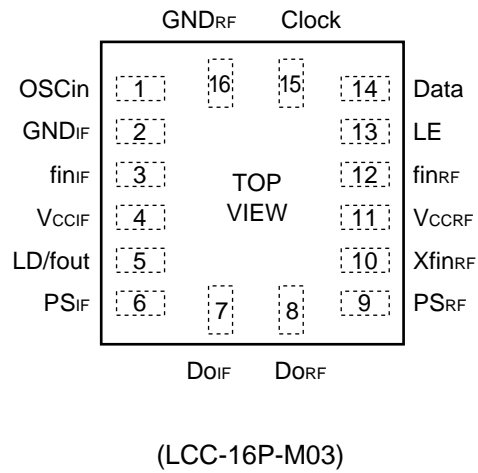 GNDRF Clock
16 15
OSCin 1 14 Data
GNDIF 2 13 LE
finIF 3 12 finRF
TOP
VIEW
VCCIF 4 11 VCCRF
LD/fout 5 10 XfinRF
PSIF 6 9 PSRF
7 8
DoIF DoRF
(LCC-16P-M03)